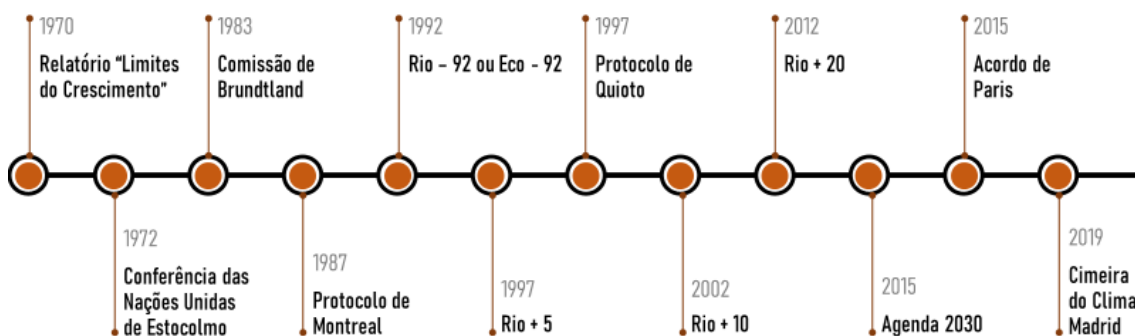 1970
Relatório “Limites
do Crescimento”
1972
Conferência das
Nações Unidas
de Estocolmo
1983
Comissão de
Brundtland
1987
Protocolo de
Montreal
1992
Rio – 92 ou Eco - 92
1997
Rio + 5
1997
Protocolo de
Quioto
2002
Rio + 10
2012
Rio + 20
2015
Agenda 2030
2015
Acordo de
Paris
2019
Cimeira
do Clima
Madrid